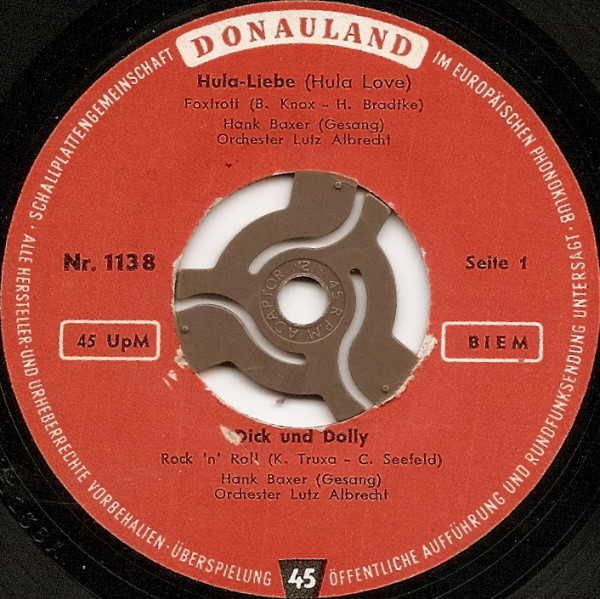 DONAULAND
SCHALLPLATTENGEMEINSCHAFT
IM EUROPÄISCHEN PHONOKLUB ·
Hula-Liebe (Hula Love)
Foxtrott (B. Knox - H. Bradtke)
Hank Baxer (Gesang)
Orchester Lutz Albrecht
Nr. 1138
Seite 1
ADAPTOR
45 R.P.M
45 UpM
BIEM
Dick und Dolly
Rock 'n' Roll (K. Truxa - C. Seefeld)
Hank Baxer (Gesang)
Orchester Lutz Albrecht
· ALLE HERSTELLER- UND URHEBERRECHTE VORBEHALTEN · ÜBERSPIELUNG
45
ÖFFENTLICHE AUFFÜHRUNG UND RUNDFUNKSENDUNG UNTERSAGT ·